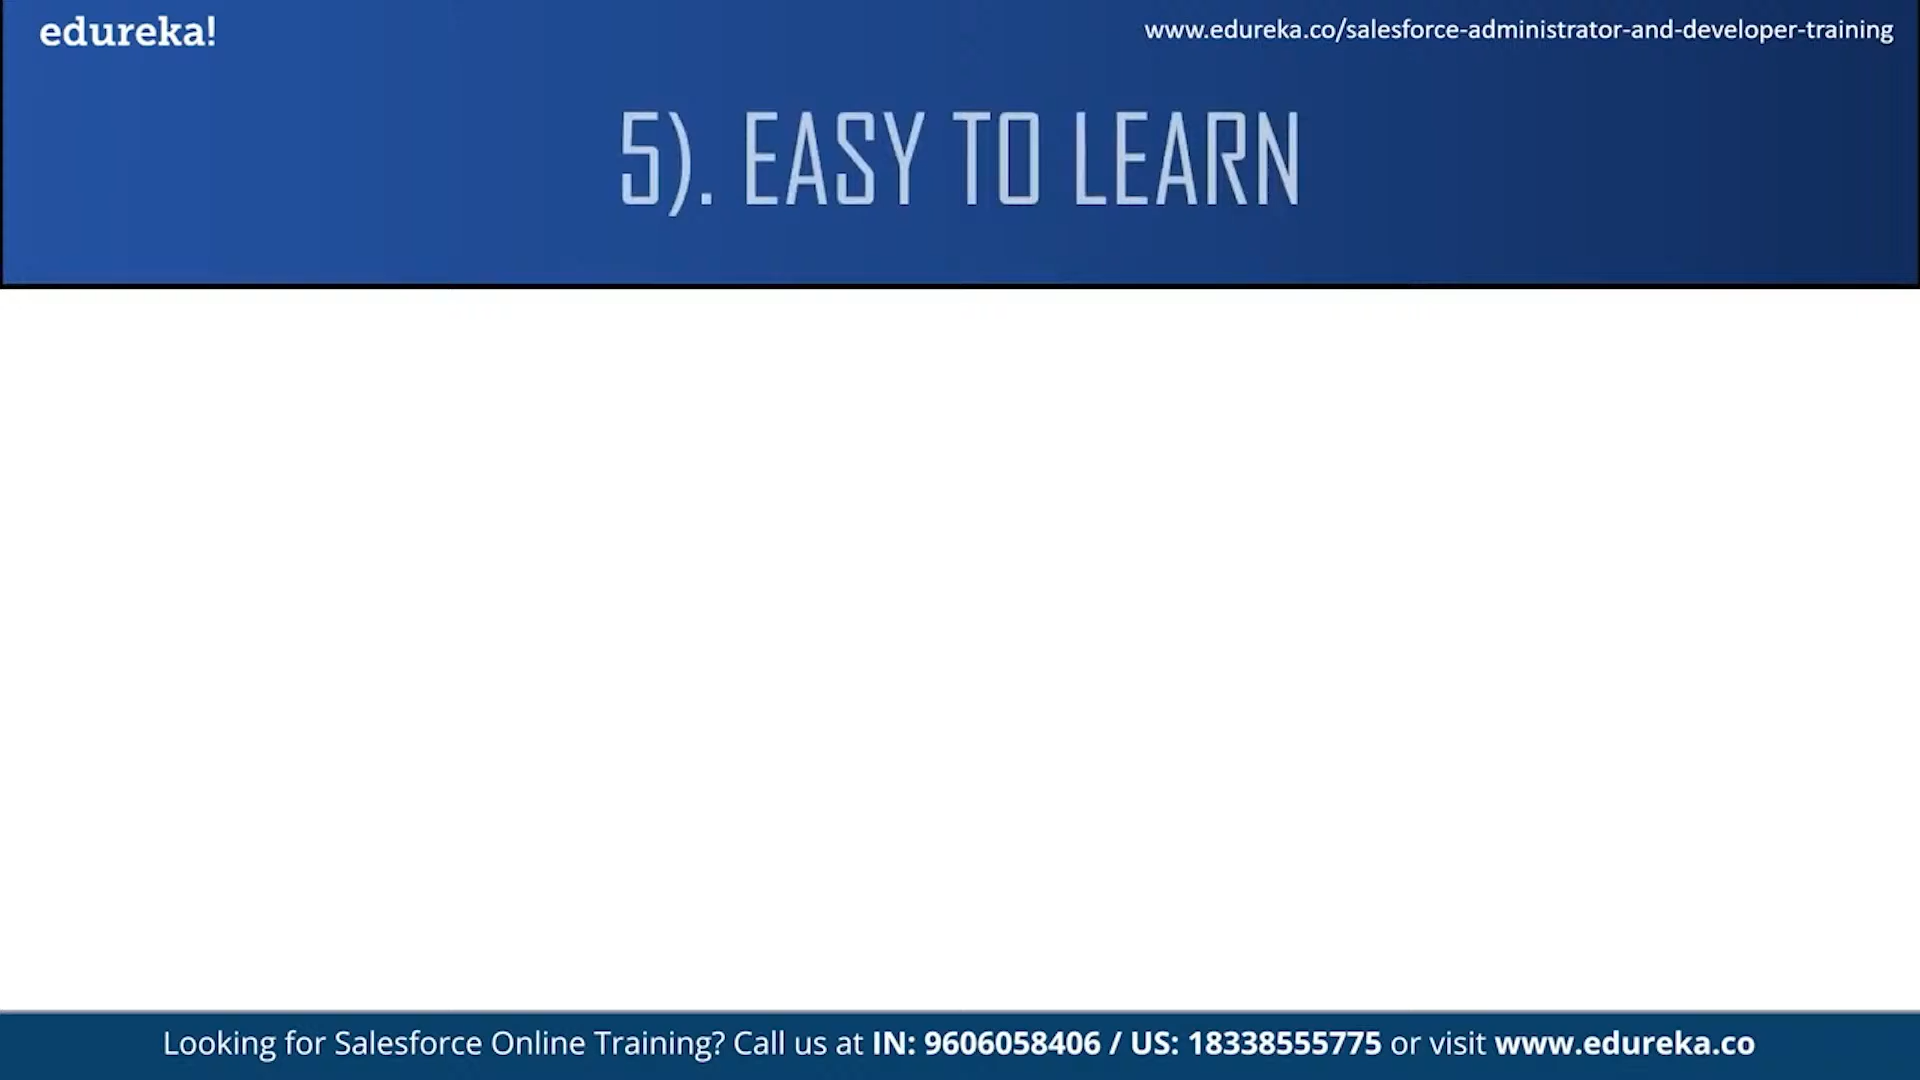 edureka!
www.edureka.co/salesforce-administrator-and-developer-training
5). EASY TO LEARN
Looking for Salesforce Online Training? Call us at IN: 9606058406 / US: 18338555775 or visit www.edureka.co